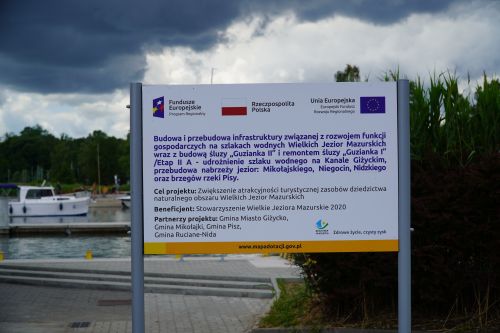 Fundusze
Europejskie
Program Regionalny
Rzeczpospolita
Polska
Unia Europejska
Europejski Fundusz
Rozwoju Regionalnego
Budowa i przebudowa infrastruktury związanej z rozwojem funkcji
gospodarczych na szlakach wodnych Wielkich Jezior Mazurskich
wraz z budową śluzy „Guzianka II” i remontem śluzy „Guzianka I”
/Etap II A - udrożnienie szlaku wodnego na Kanale Giżyckim,
przebudowa nabrzeży jezior: Mikołajskiego, Niegocin, Nidzkiego
oraz brzegów rzeki Pisy.
Cel projektu: Zwiększenie atrakcyjności turystycznej zasobów dziedzictwa
naturalnego obszaru Wielkich Jezior Mazurskich
Beneficjent: Stowarzyszenie Wielkie Jeziora Mazurskie 2020
Partnerzy projektu: Gmina Miasto Giżycko,
Gmina Mikołajki, Gmina Pisz,
Gmina Ruciane-Nida
Zdrowe życie, czysty zysk
www.mapadotacji.gov.pl